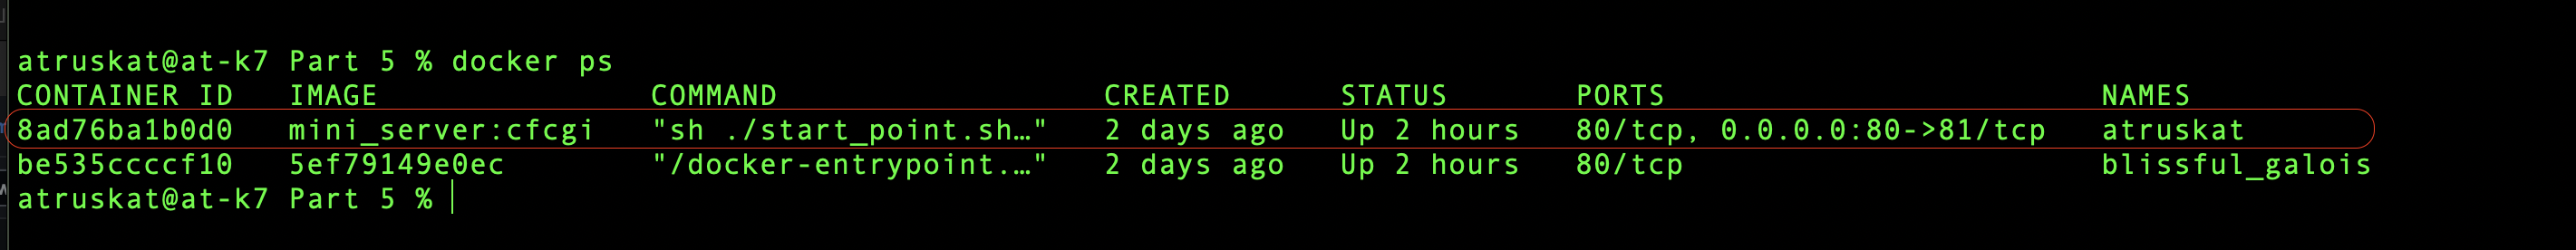 atruskat@at-k7 Part 5 % docker ps
CONTAINER ID   IMAGE               COMMAND                  CREATED      STATUS       PORTS                        NAMES
8ad76ba1b0d0   mini_server:cfcgi   "sh ./start_point.sh…"   2 days ago   Up 2 hours   80/tcp, 0.0.0.0:80->81/tcp   atruskat
be535ccccf10   5ef79149e0ec        "/docker-entrypoint.…"   2 days ago   Up 2 hours   80/tcp                       blissful_galois
atruskat@at-k7 Part 5 %